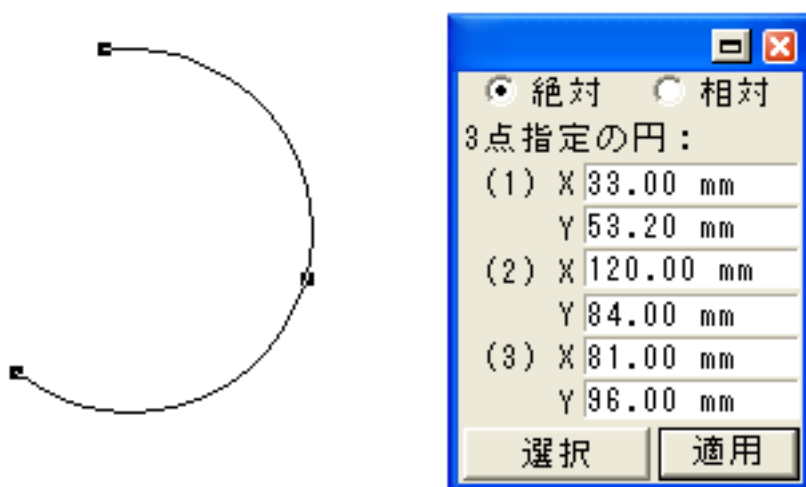 絶対 相対
3点指定の円：
(1) X 33.00 mm
Y 53.20 mm
(2) X 120.00 mm
Y 84.00 mm
(3) X 81.00 mm
Y 96.00 mm
選択 適用